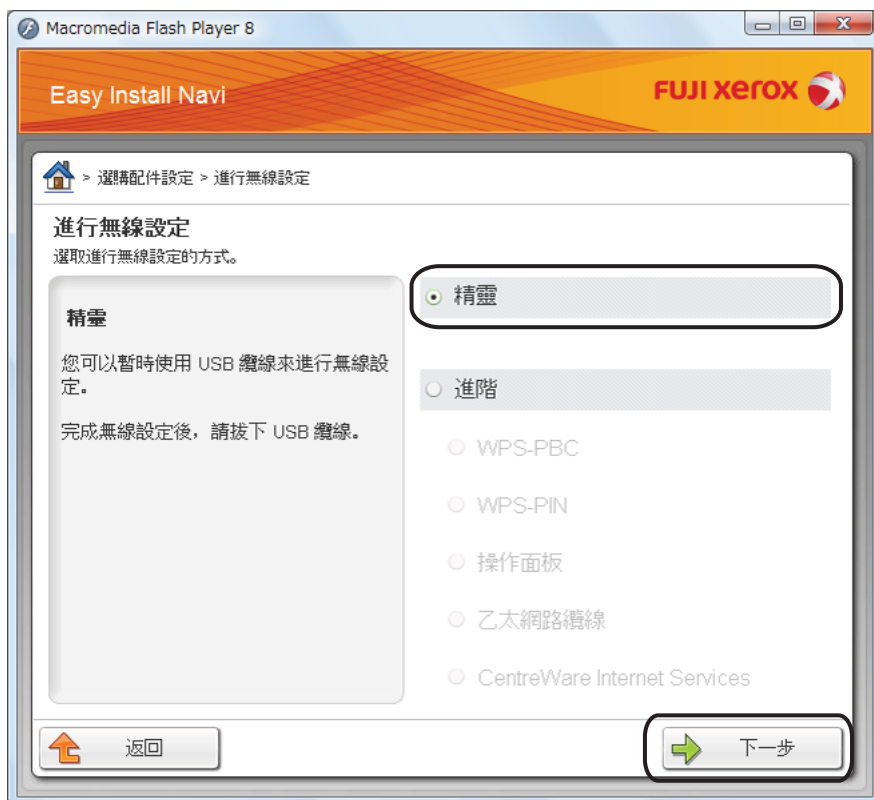 Macromedia Flash Player 8
Easy Install Navi
FUJI xerox
> 選購配件設定 > 進行無線設定
進行無線設定
選取進行無線設定的方式。
精靈
您可以暫時使用 USB 纜線來進行無線設
定。
完成無線設定後，請拔下 USB 纜線。
精靈
進階
WPS-PBC
WPS-PIN
操作面板
乙太網路纜線
CentreWare Internet Services
返回
下一步